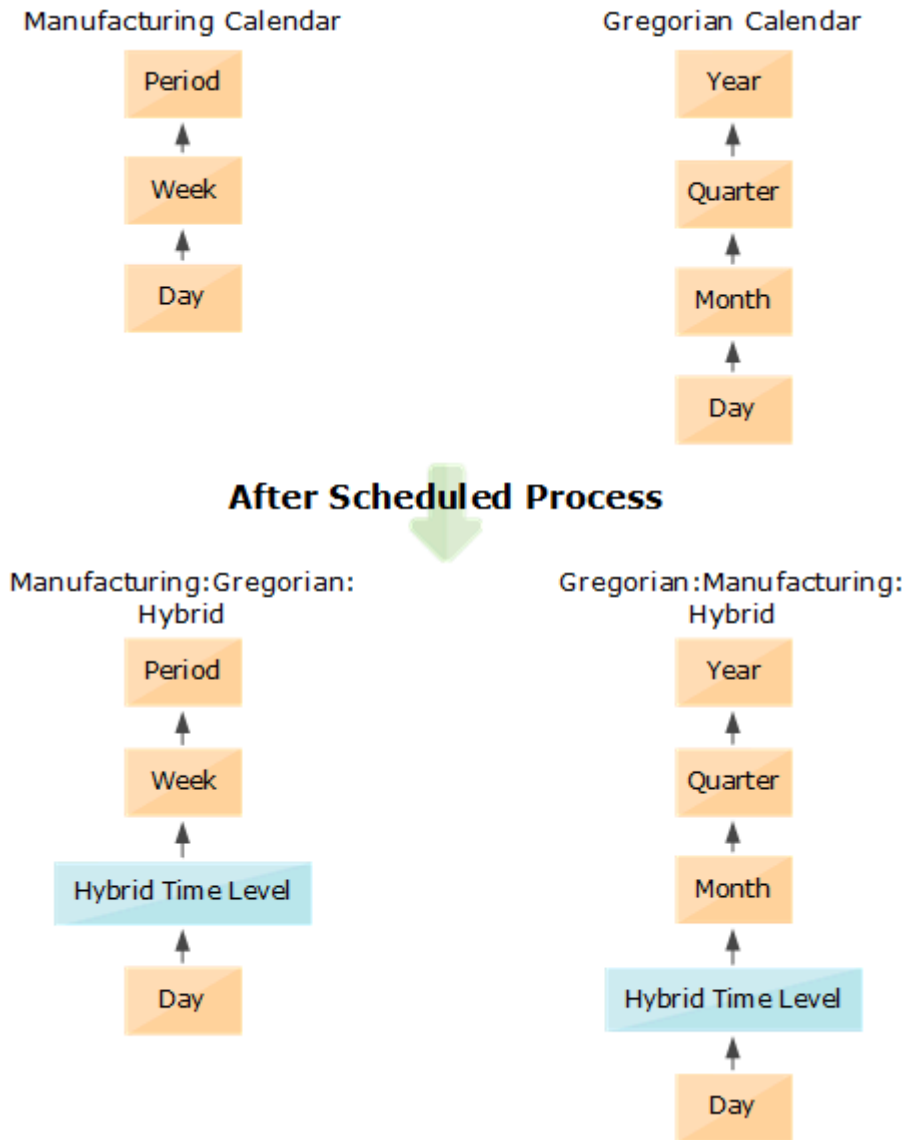 Manufacturing Calendar
Period
Week
Day
Gregorian Calendar
Year
Quarter
Month
Day
After Scheduled Process
Manufacturing:Gregorian:
Hybrid
Period
Week
Hybrid Time Level
Day
Gregorian:Manufacturing:
Hybrid
Year
Quarter
Month
Hybrid Time Level
Day